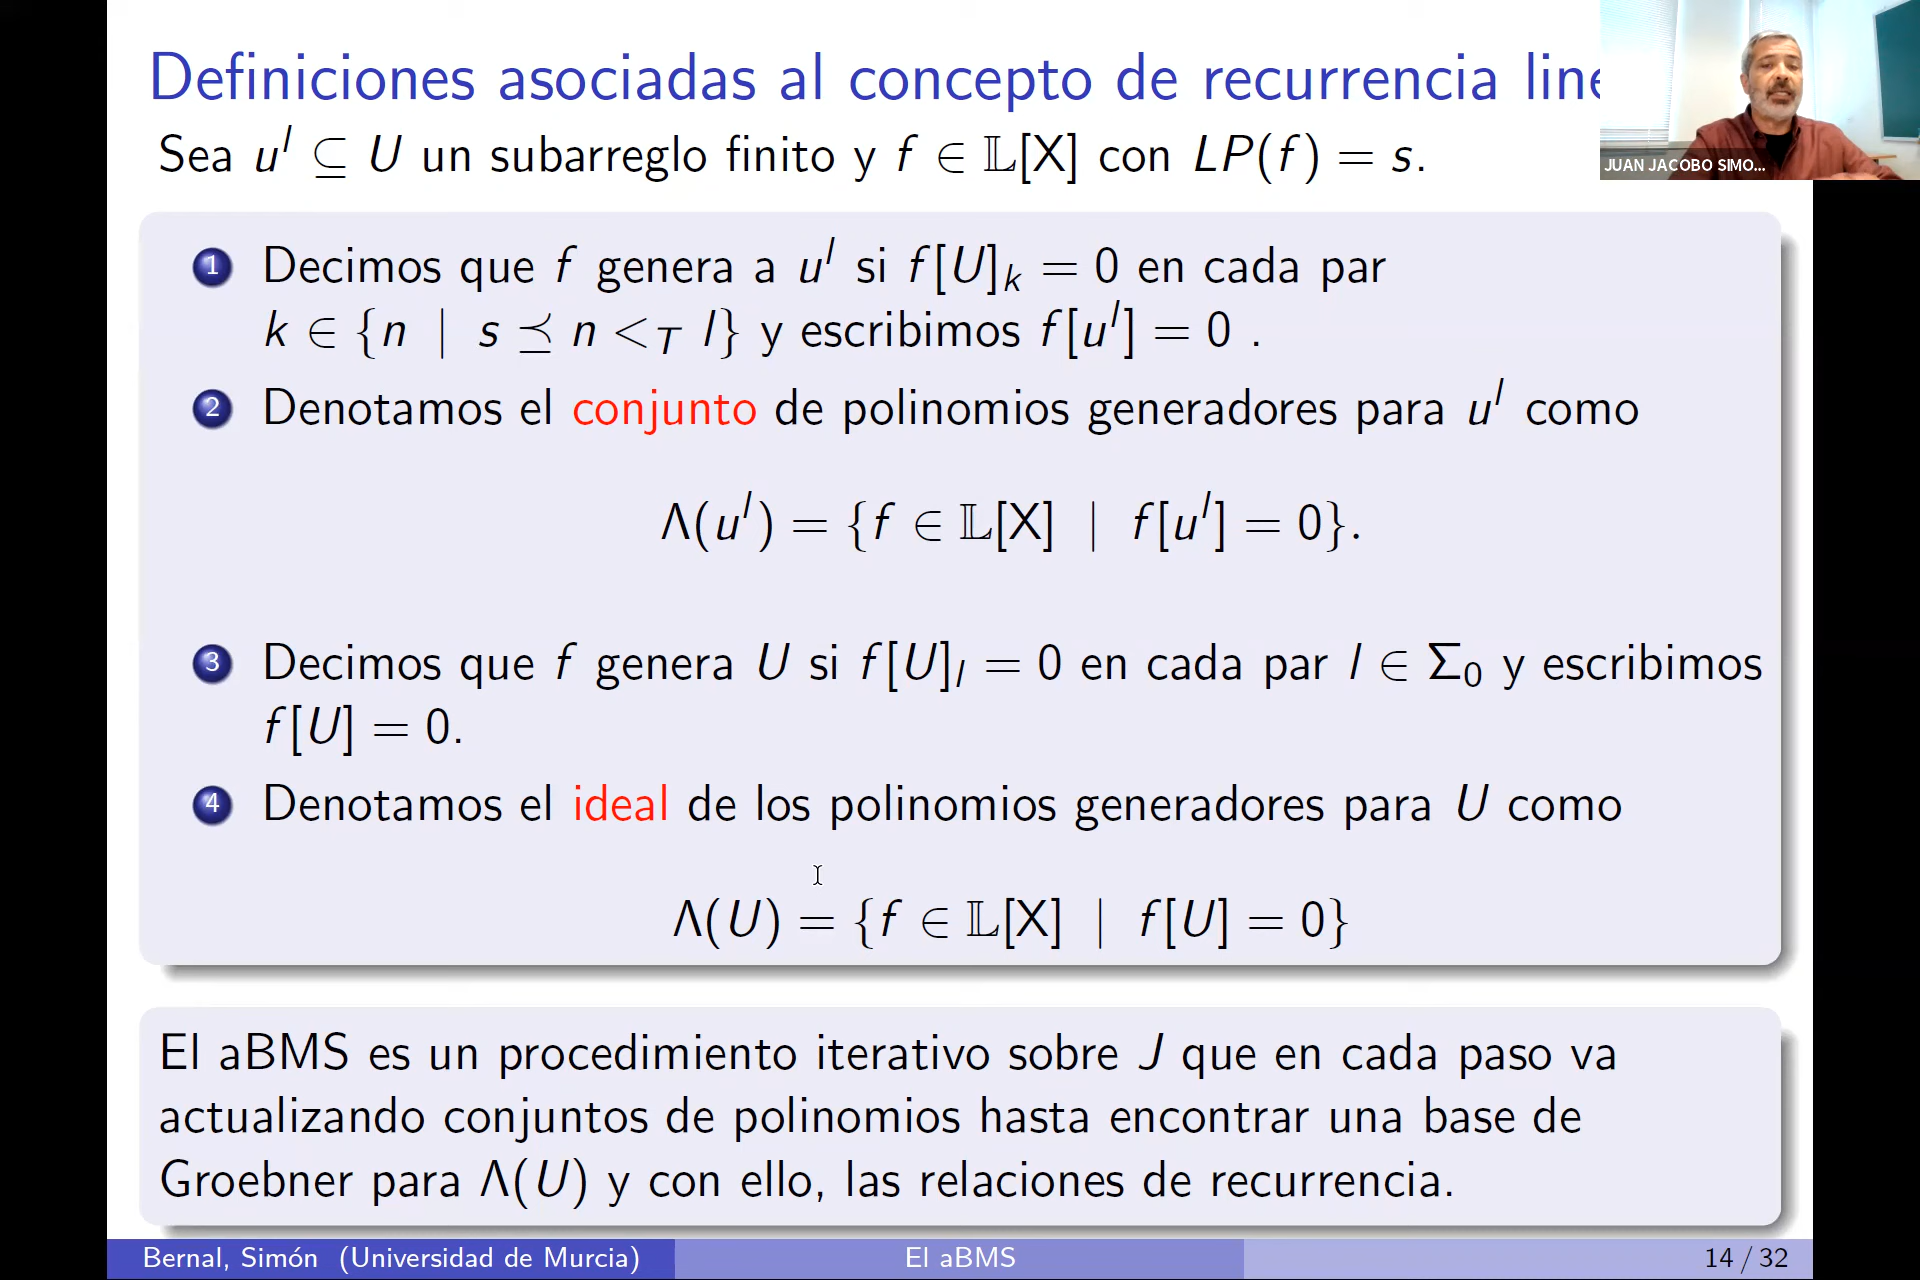 Definiciones asociadas al concepto de recurrencia line
Sea u^l ⊆ U un subarreglo finito y f ∈ 𝕃[X] con LP(f) = s.
JUAN JACOBO SIMO...
1 Decimos que f genera a u^l si f[U]_k = 0 en cada par
k ∈ {n | s ⪯ n <_T l} y escribimos f[u^l] = 0 .
2 Denotamos el conjunto de polinomios generadores para u^l como
Λ(u^l) = {f ∈ 𝕃[X] | f[u^l] = 0}.
3 Decimos que f genera U si f[U]_l = 0 en cada par l ∈ Σ_0 y escribimos
f[U] = 0.
4 Denotamos el ideal de los polinomios generadores para U como
Λ(U) = {f ∈ 𝕃[X] | f[U] = 0}
El aBMS es un procedimiento iterativo sobre J que en cada paso va
actualizando conjuntos de polinomios hasta encontrar una base de
Groebner para Λ(U) y con ello, las relaciones de recurrencia.
Bernal, Simón (Universidad de Murcia)
El aBMS
14 / 32